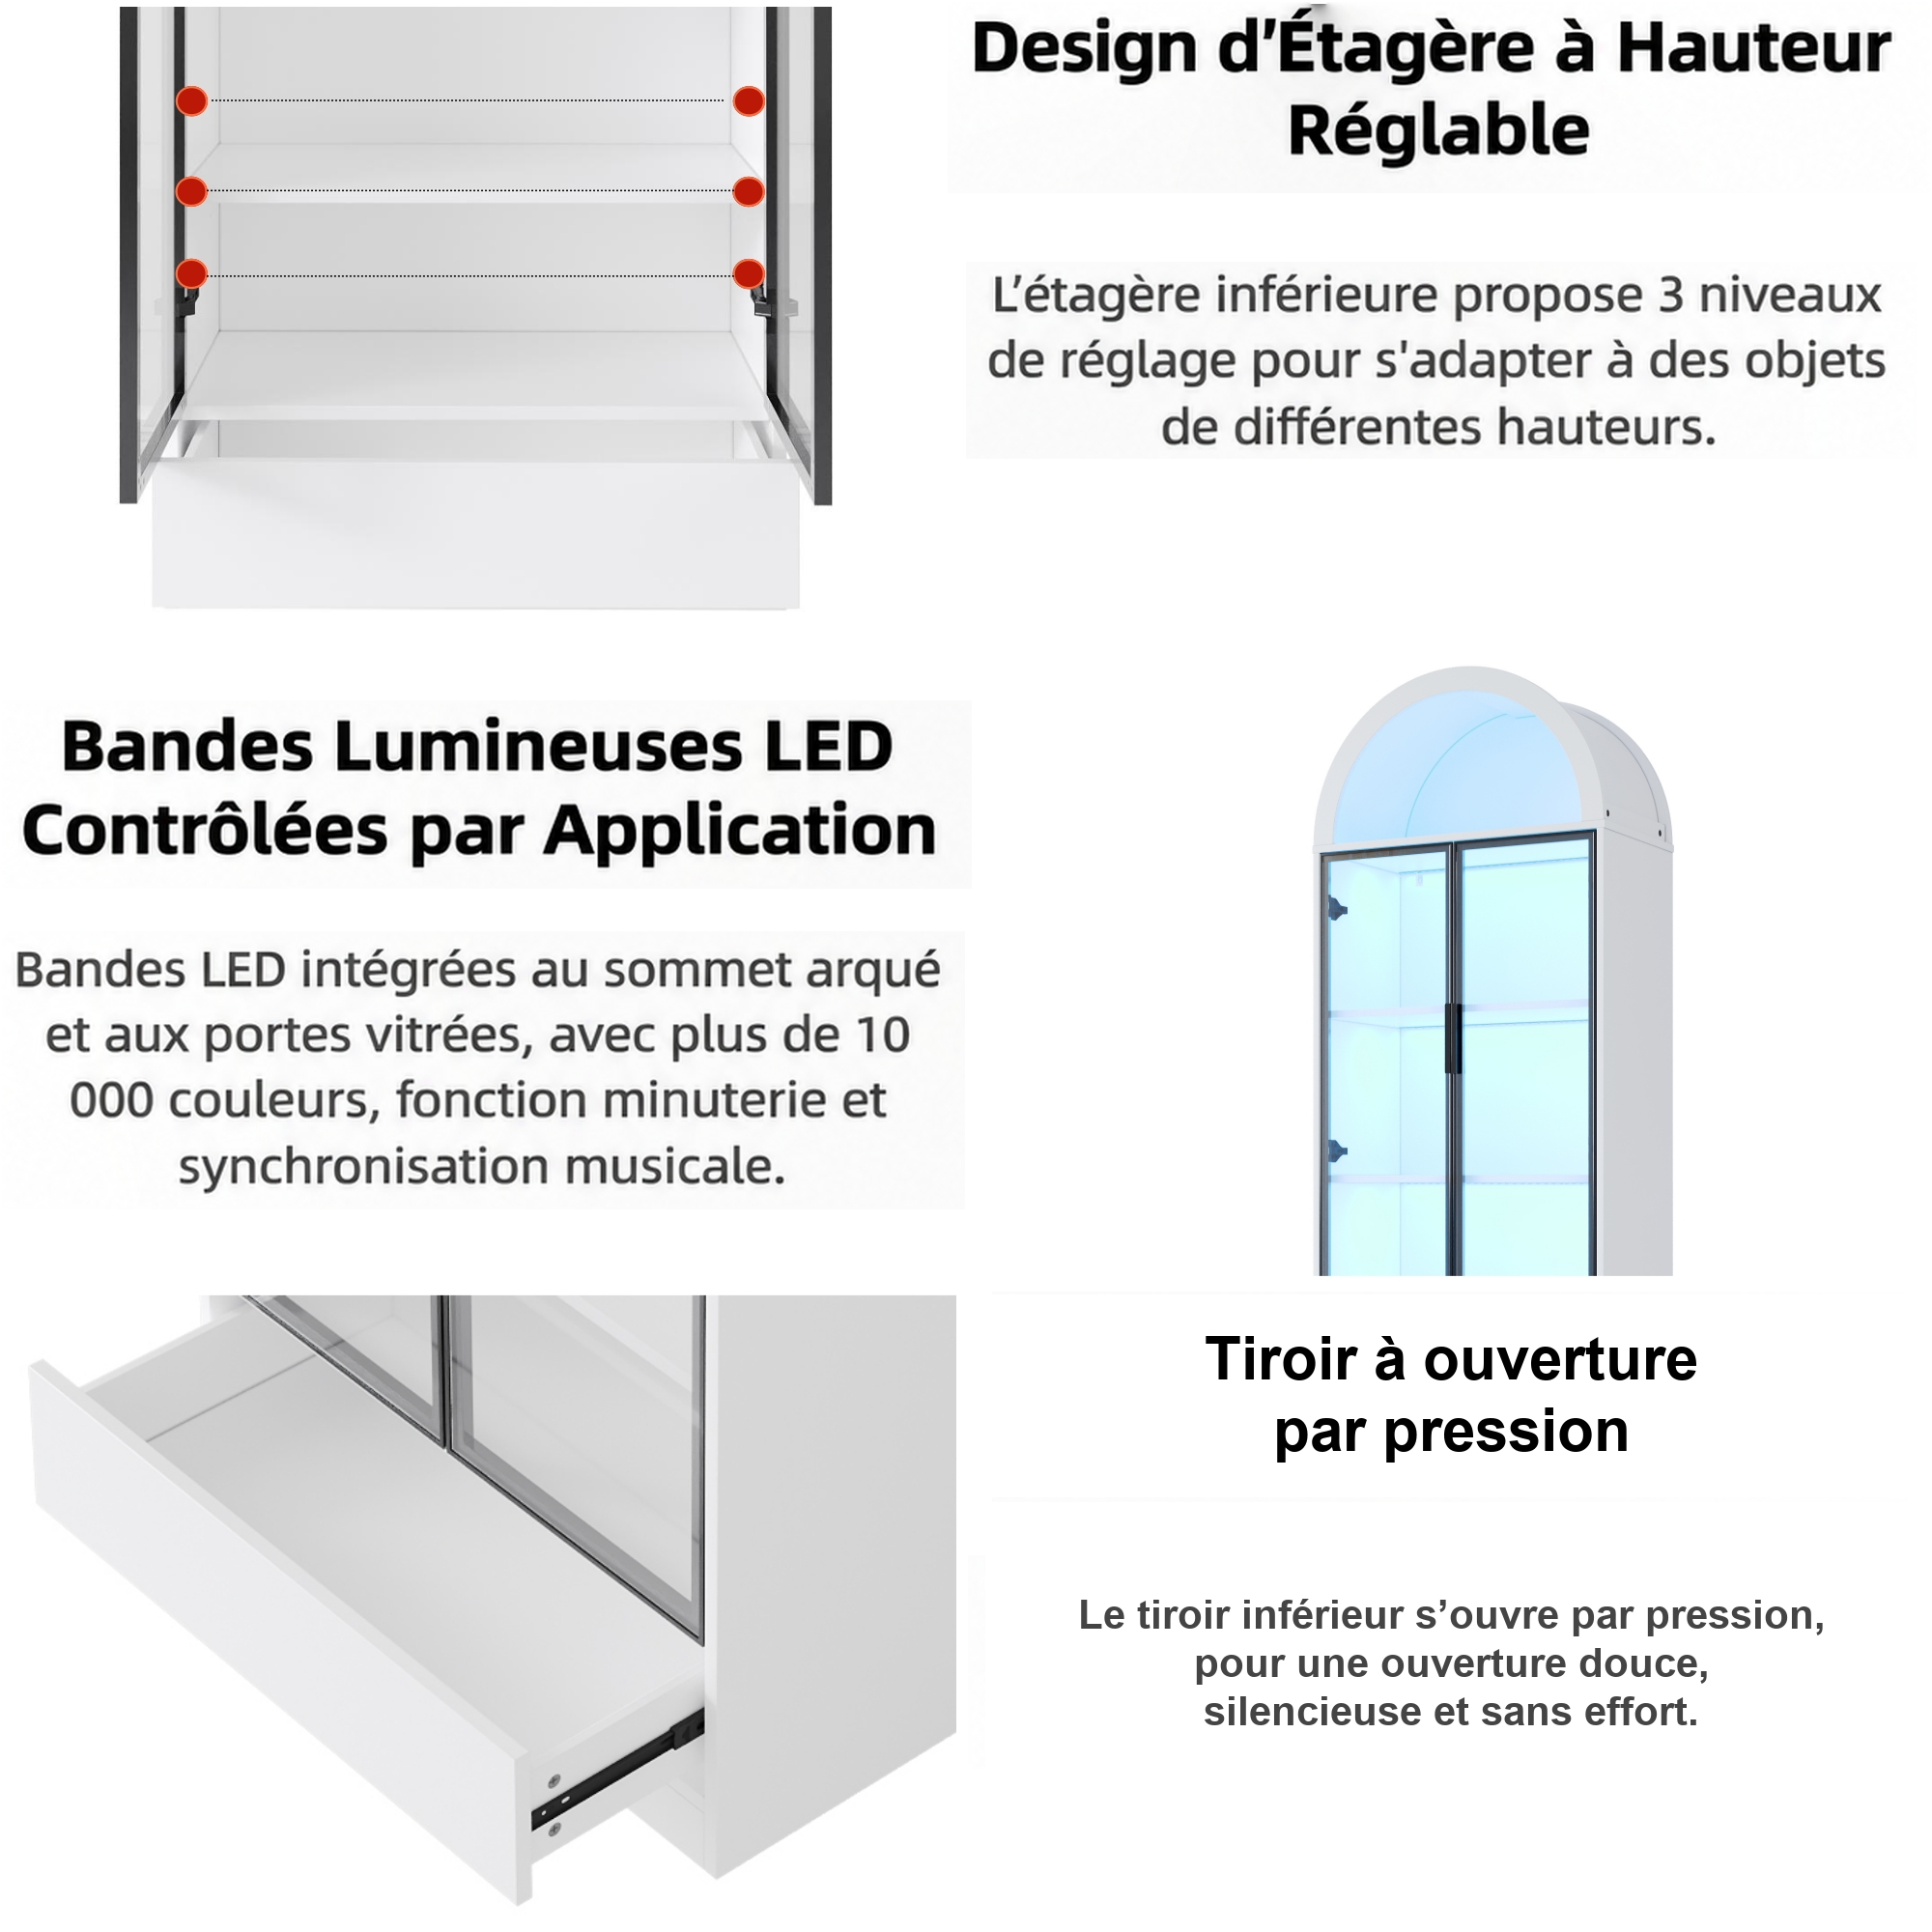 Design d’Étagère à Hauteur
Réglable
L’étagère inférieure propose 3 niveaux
de réglage pour s'adapter à des objets
de différentes hauteurs.
Bandes Lumineuses LED
Contrôlées par Application
Bandes LED intégrées au sommet arqué
et aux portes vitrées, avec plus de 10
000 couleurs, fonction minuterie et
synchronisation musicale.
Tiroir à ouverture
par pression
Le tiroir inférieur s’ouvre par pression,
pour une ouverture douce,
silencieuse et sans effort.